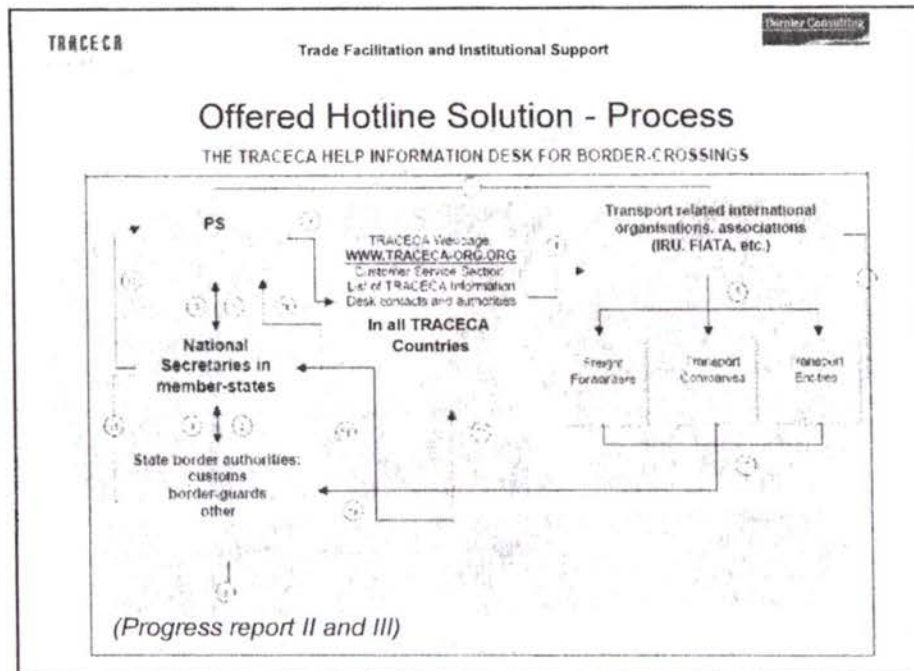 TRACECA
Dornier Consulting
Trade Facilitation and Institutional Support
Offered Hotline Solution - Process
THE TRACECA HELP INFORMATION DESK FOR BORDER-CROSSINGS
PS
TRACECA Webpage
WWW.TRACECA-ORG.ORG
Customer Service Section
List of TRACECA Information
Desk contacts and authorities
In all TRACECA
Countries
Transport related international
organisations, associations
(IRU, FIATA, etc.)
National
Secretaries in
member-states
Freight
Forwarders
Transport
Companies
Transport
Entities
State border authorities:
customs
border-guards
other
(Progress report II and III)